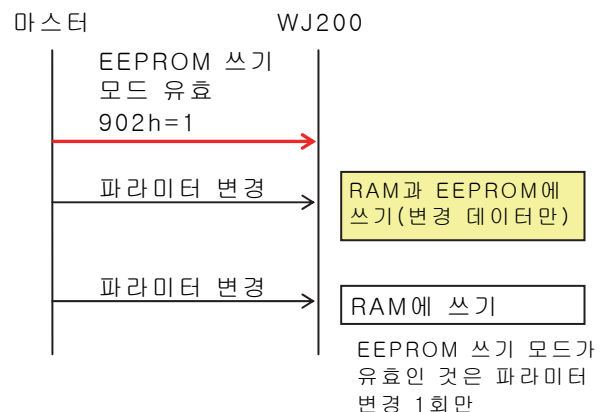 마스터
WJ200
EEPROM 쓰기
모드 유효
902h=1
파라미터 변경
RAM과 EEPROM에
쓰기(변경 데이터만)
파라미터 변경
RAM에 쓰기
EEPROM 쓰기 모드가
유효인 것은 파라미터
변경 1회만